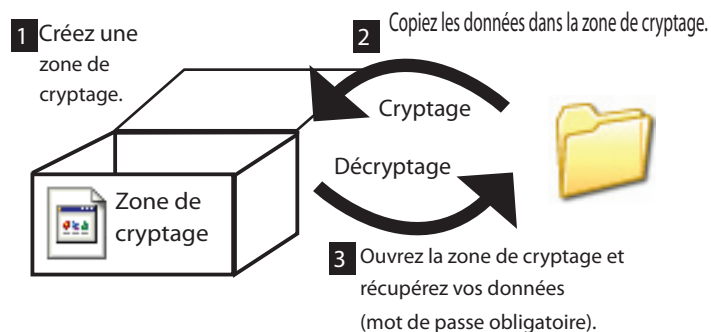 1 Créez une
zone de
cryptage.
2 Copiez les données dans la zone de cryptage.
Cryptage
Décryptage
Zone de
cryptage
3 Ouvrez la zone de cryptage et
récupérez vos données
(mot de passe obligatoire).